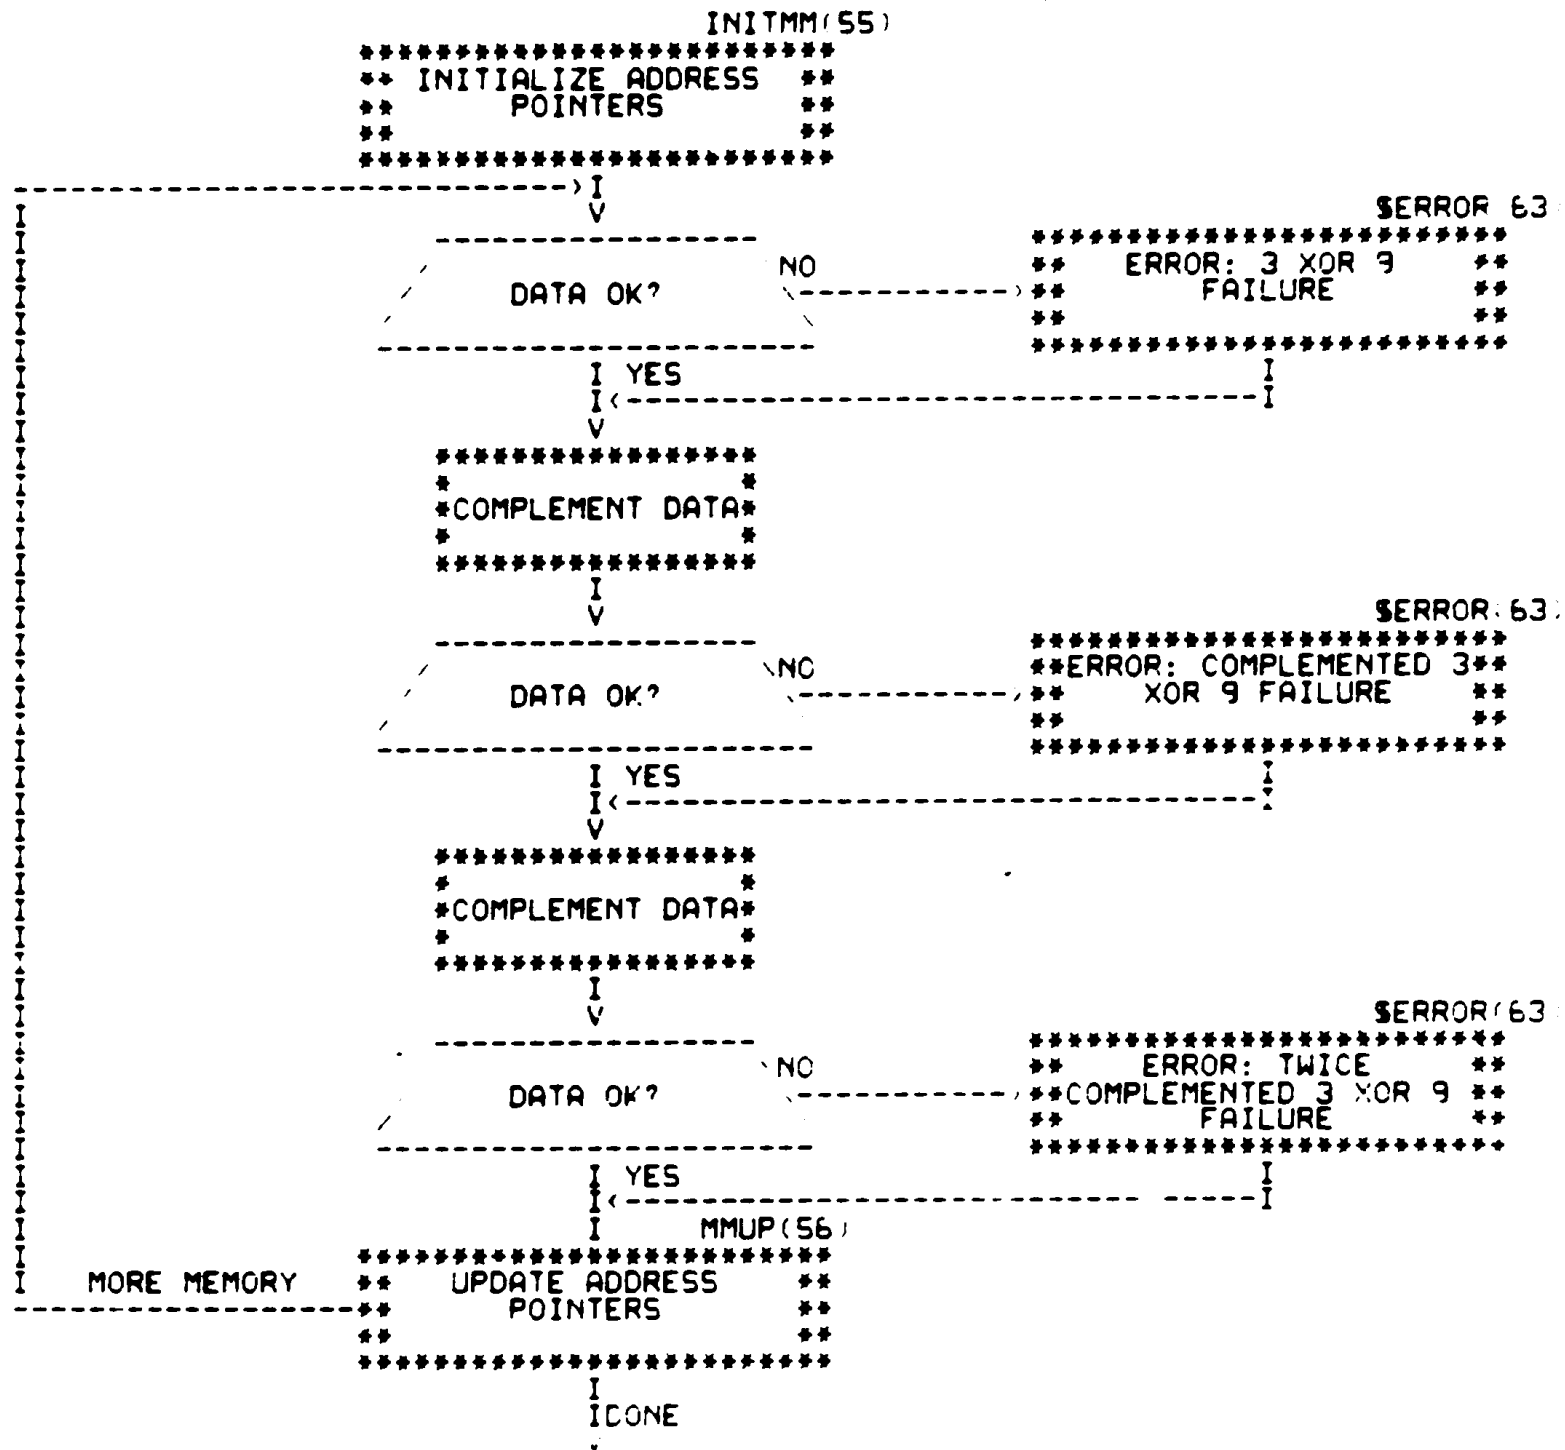 INITMM(55)
INITIALIZE ADDRESS
POINTERS
$ERROR 63
DATA OK?
NO
ERROR: 3 XOR 9
FAILURE
YES
COMPLEMENT DATA
$ERROR(63)
DATA OK?
NO
ERROR: COMPLEMENTED 3
XOR 9 FAILURE
YES
COMPLEMENT DATA
$ERROR(63
DATA OK?
NO
ERROR: TWICE
COMPLEMENTED 3 XOR 9
FAILURE
YES
MMUP(56)
MORE MEMORY
UPDATE ADDRESS
POINTERS
DONE